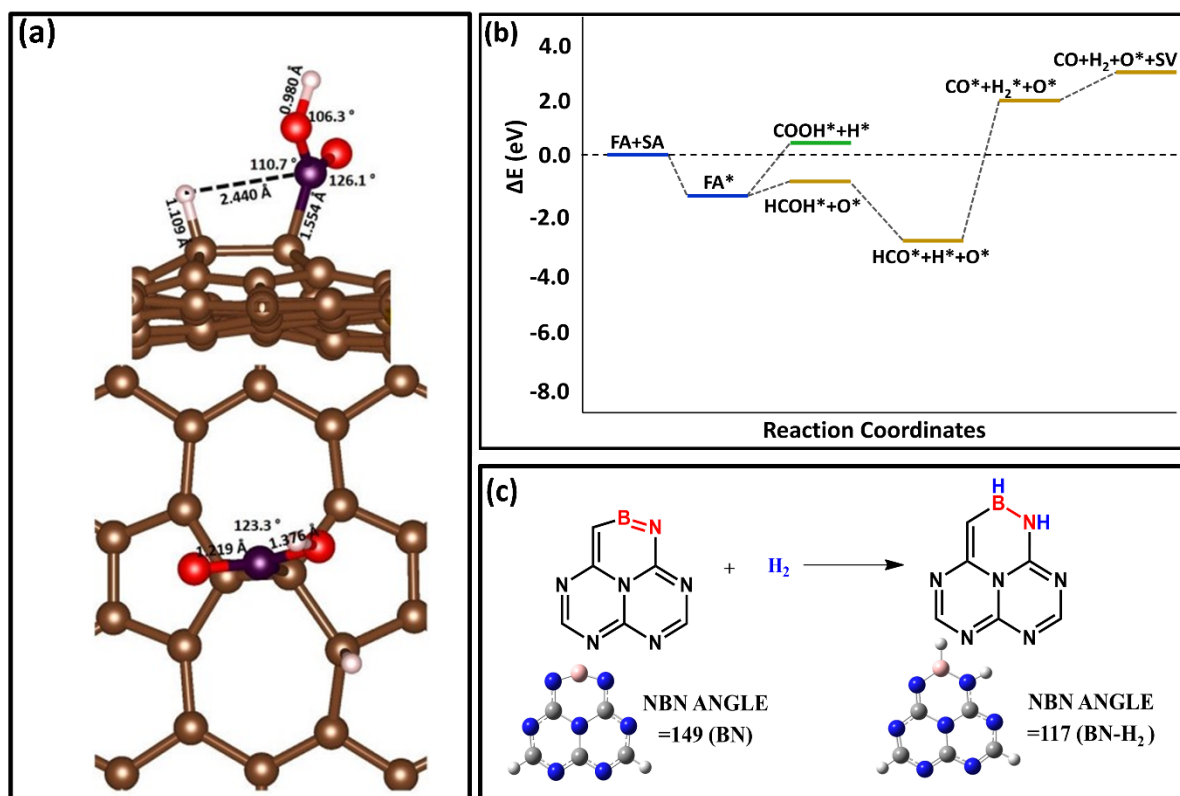 (a)
0.980 Å
106.3 °
110.7 °
126.1 °
2.440 Å
1.109Å
1.554 Å
123.3 °
1.219 Å
1.376 Å
(b)
ΔE (eV)
4.0
2.0
0.0
-2.0
-4.0
-6.0
-8.0
FA+SA
FA*
COOH*+H*
HCOH*+O*
HCO*+H*+O*
CO*+H₂*+O*
CO+H₂+O*+SV
Reaction Coordinates
(c)
B=N
N N
N
N N
+ H₂
H
B
NH
N N
N
N N
NBN ANGLE
=149 (BN)
NBN ANGLE
=117 (BN-H₂)